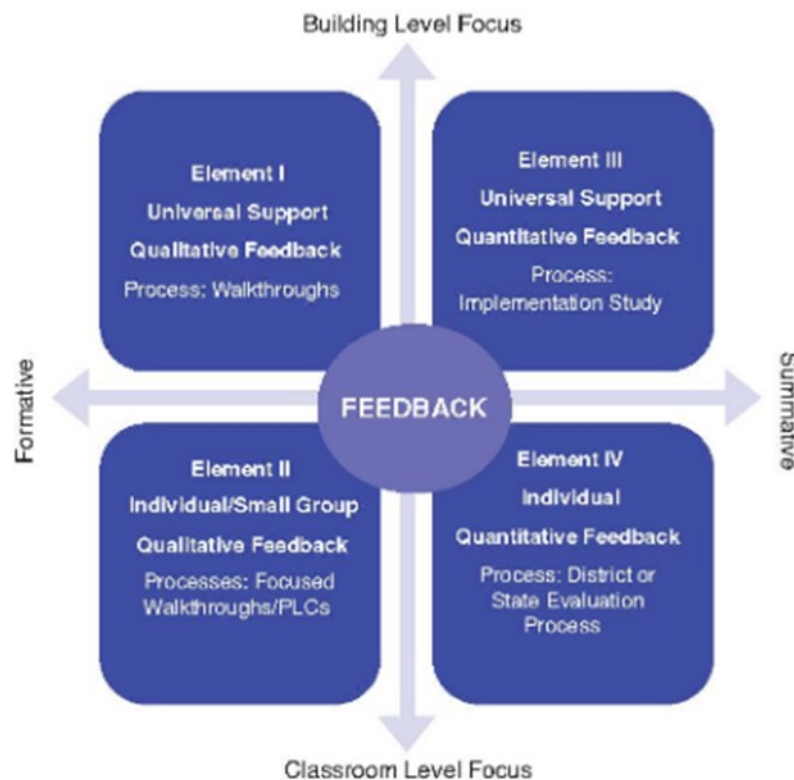 Building Level Focus
Element I
Universal Support
Qualitative Feedback
Process: Walkthroughs
Element III
Universal Support
Quantitative Feedback
Process:
Implementation Study
Formative
FEEDBACK
Summative
Element II
Individual/Small Group
Qualitative Feedback
Processes: Focused
Walkthroughs/PLCs
Element IV
Individual
Quantitative Feedback
Process: District or
State Evaluation
Process
Classroom Level Focus